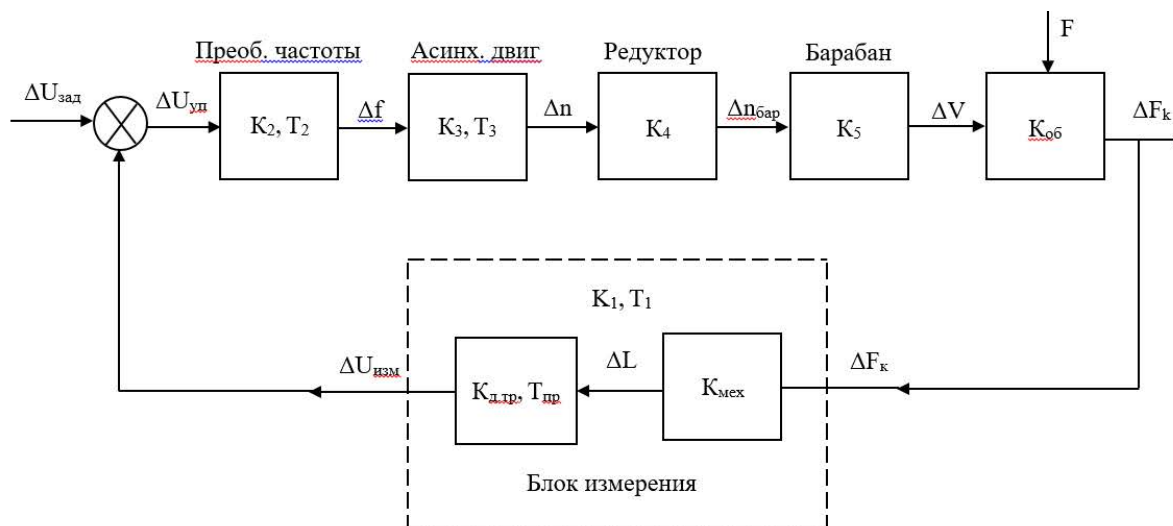 Преоб. частоты
Асинх. двиг
Редуктор
Барабан
F
ΔUзад
ΔUуп
K2, T2
Δf
K3, T3
Δn
K4
Δnбар
K5
ΔV
Kоб
ΔFk
K1, T1
ΔUизм
Kд.тр, Tпр
ΔL
Kмех
ΔFк
Блок измерения